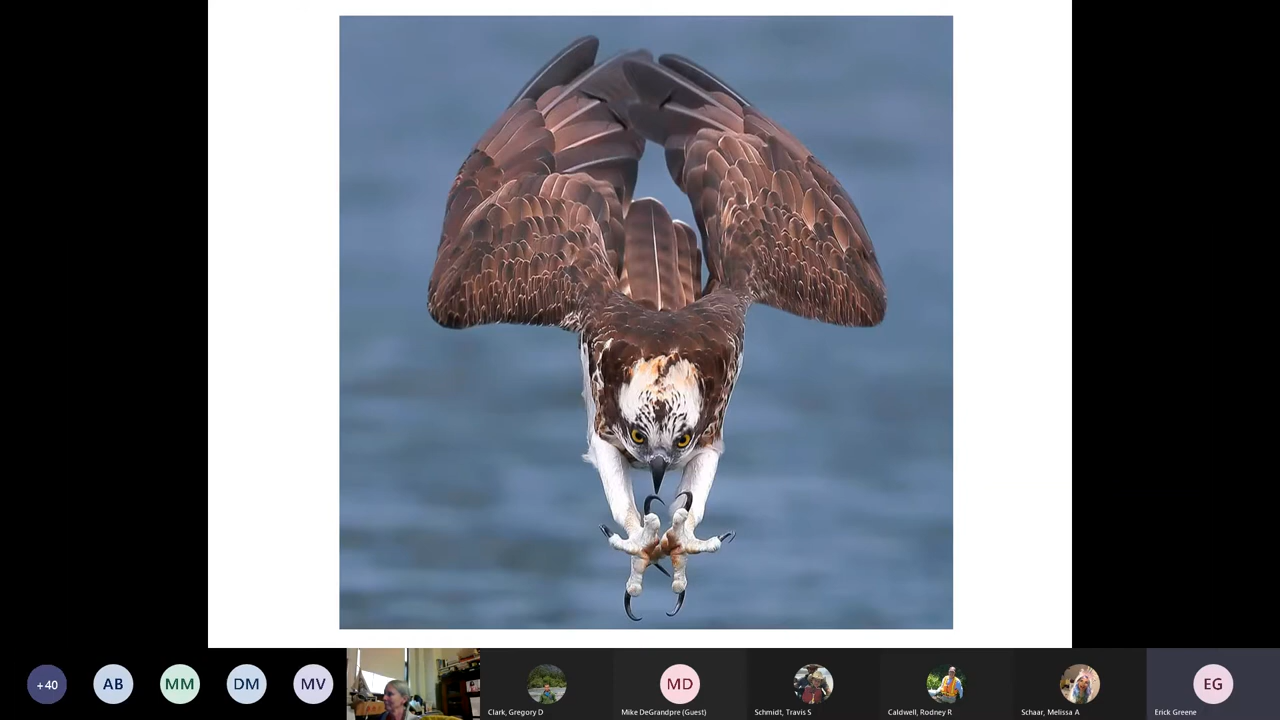 +40
AB
MM
DM
MV
Clark, Gregory D
MD
Mike DeGrandpre (Guest)
Schmidt, Travis S
Caldwell, Rodney R
Schaar, Melissa A
EG
Erick Greene